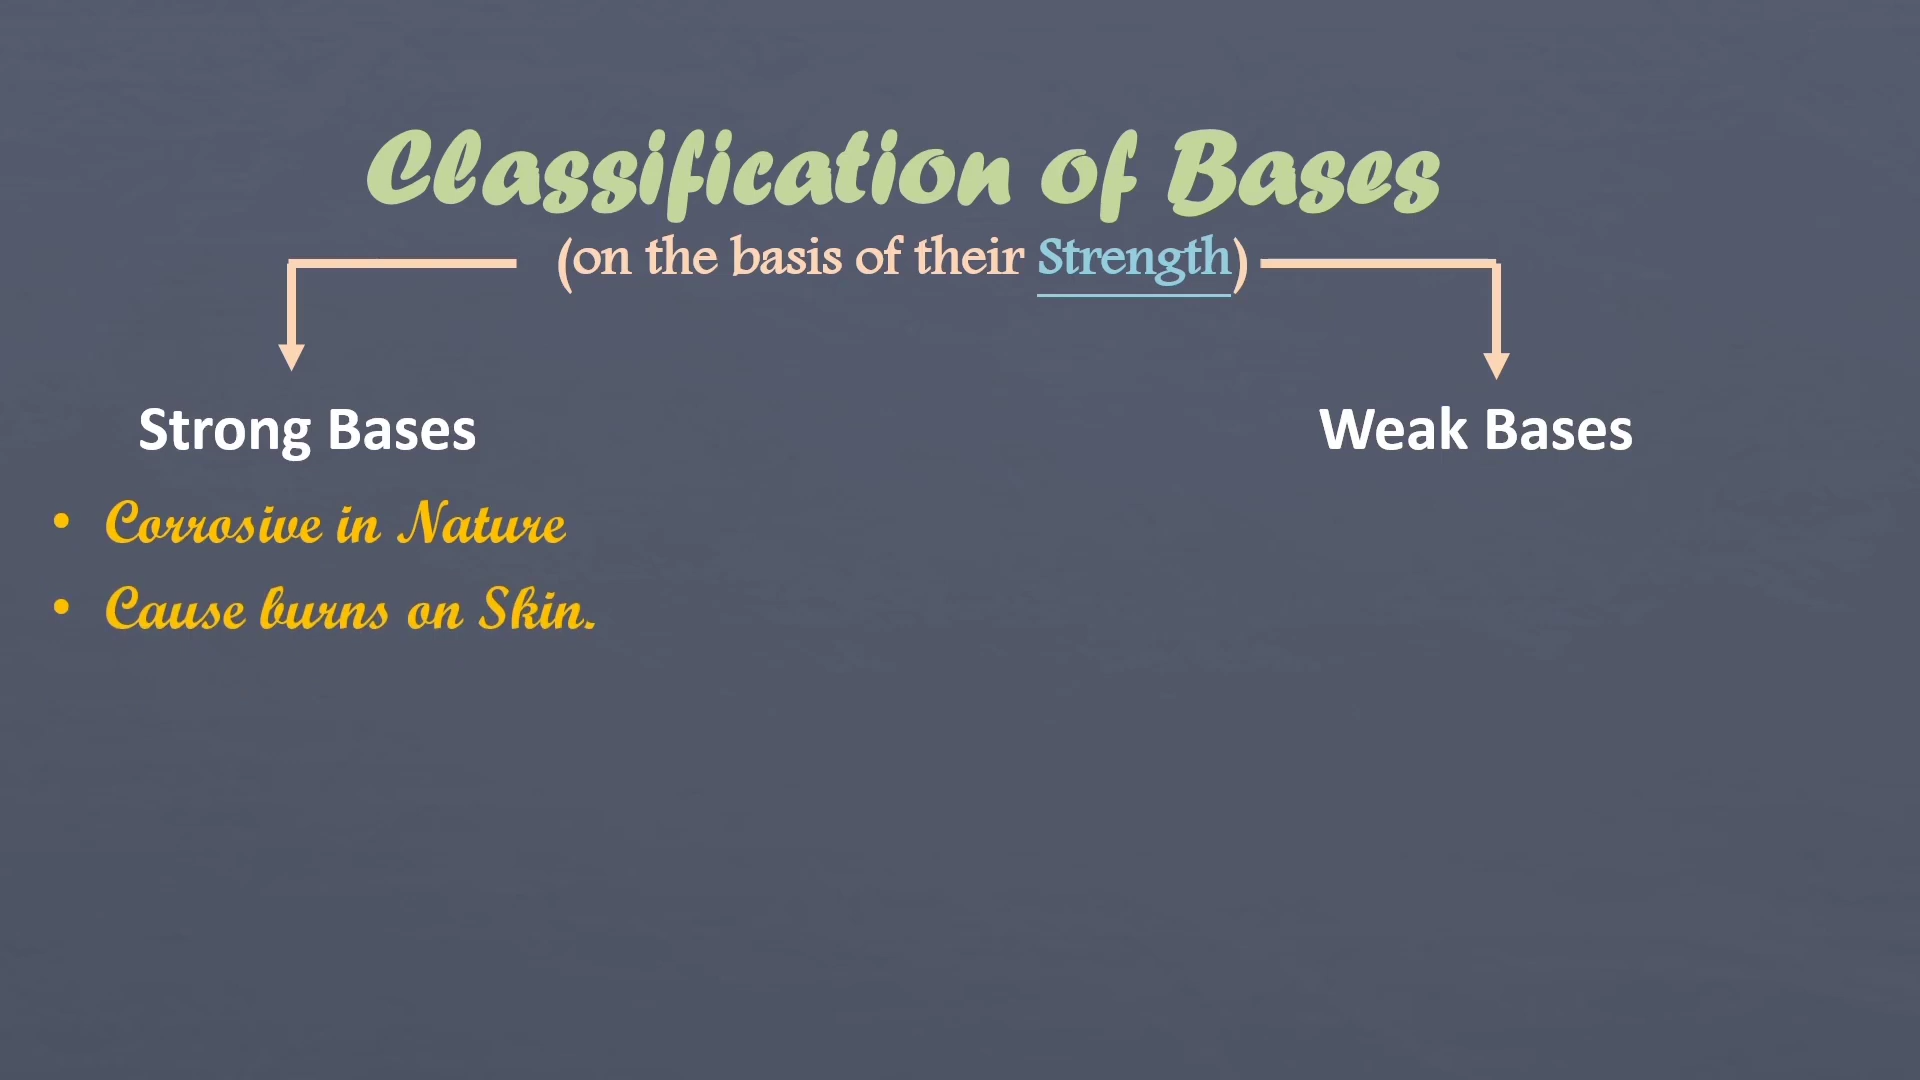 Classification of Bases
(on the basis of their Strength)
Strong Bases
• Corrosive in Nature
• Cause burns on Skin.
Weak Bases